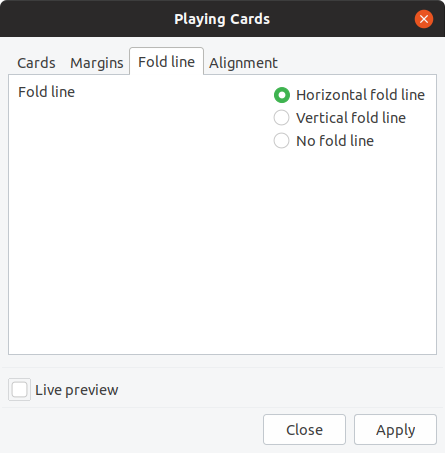 Playing Cards
Cards Margins Fold line Alignment
Fold line
Horizontal fold line
Vertical fold line
No fold line
Live preview
Close Apply